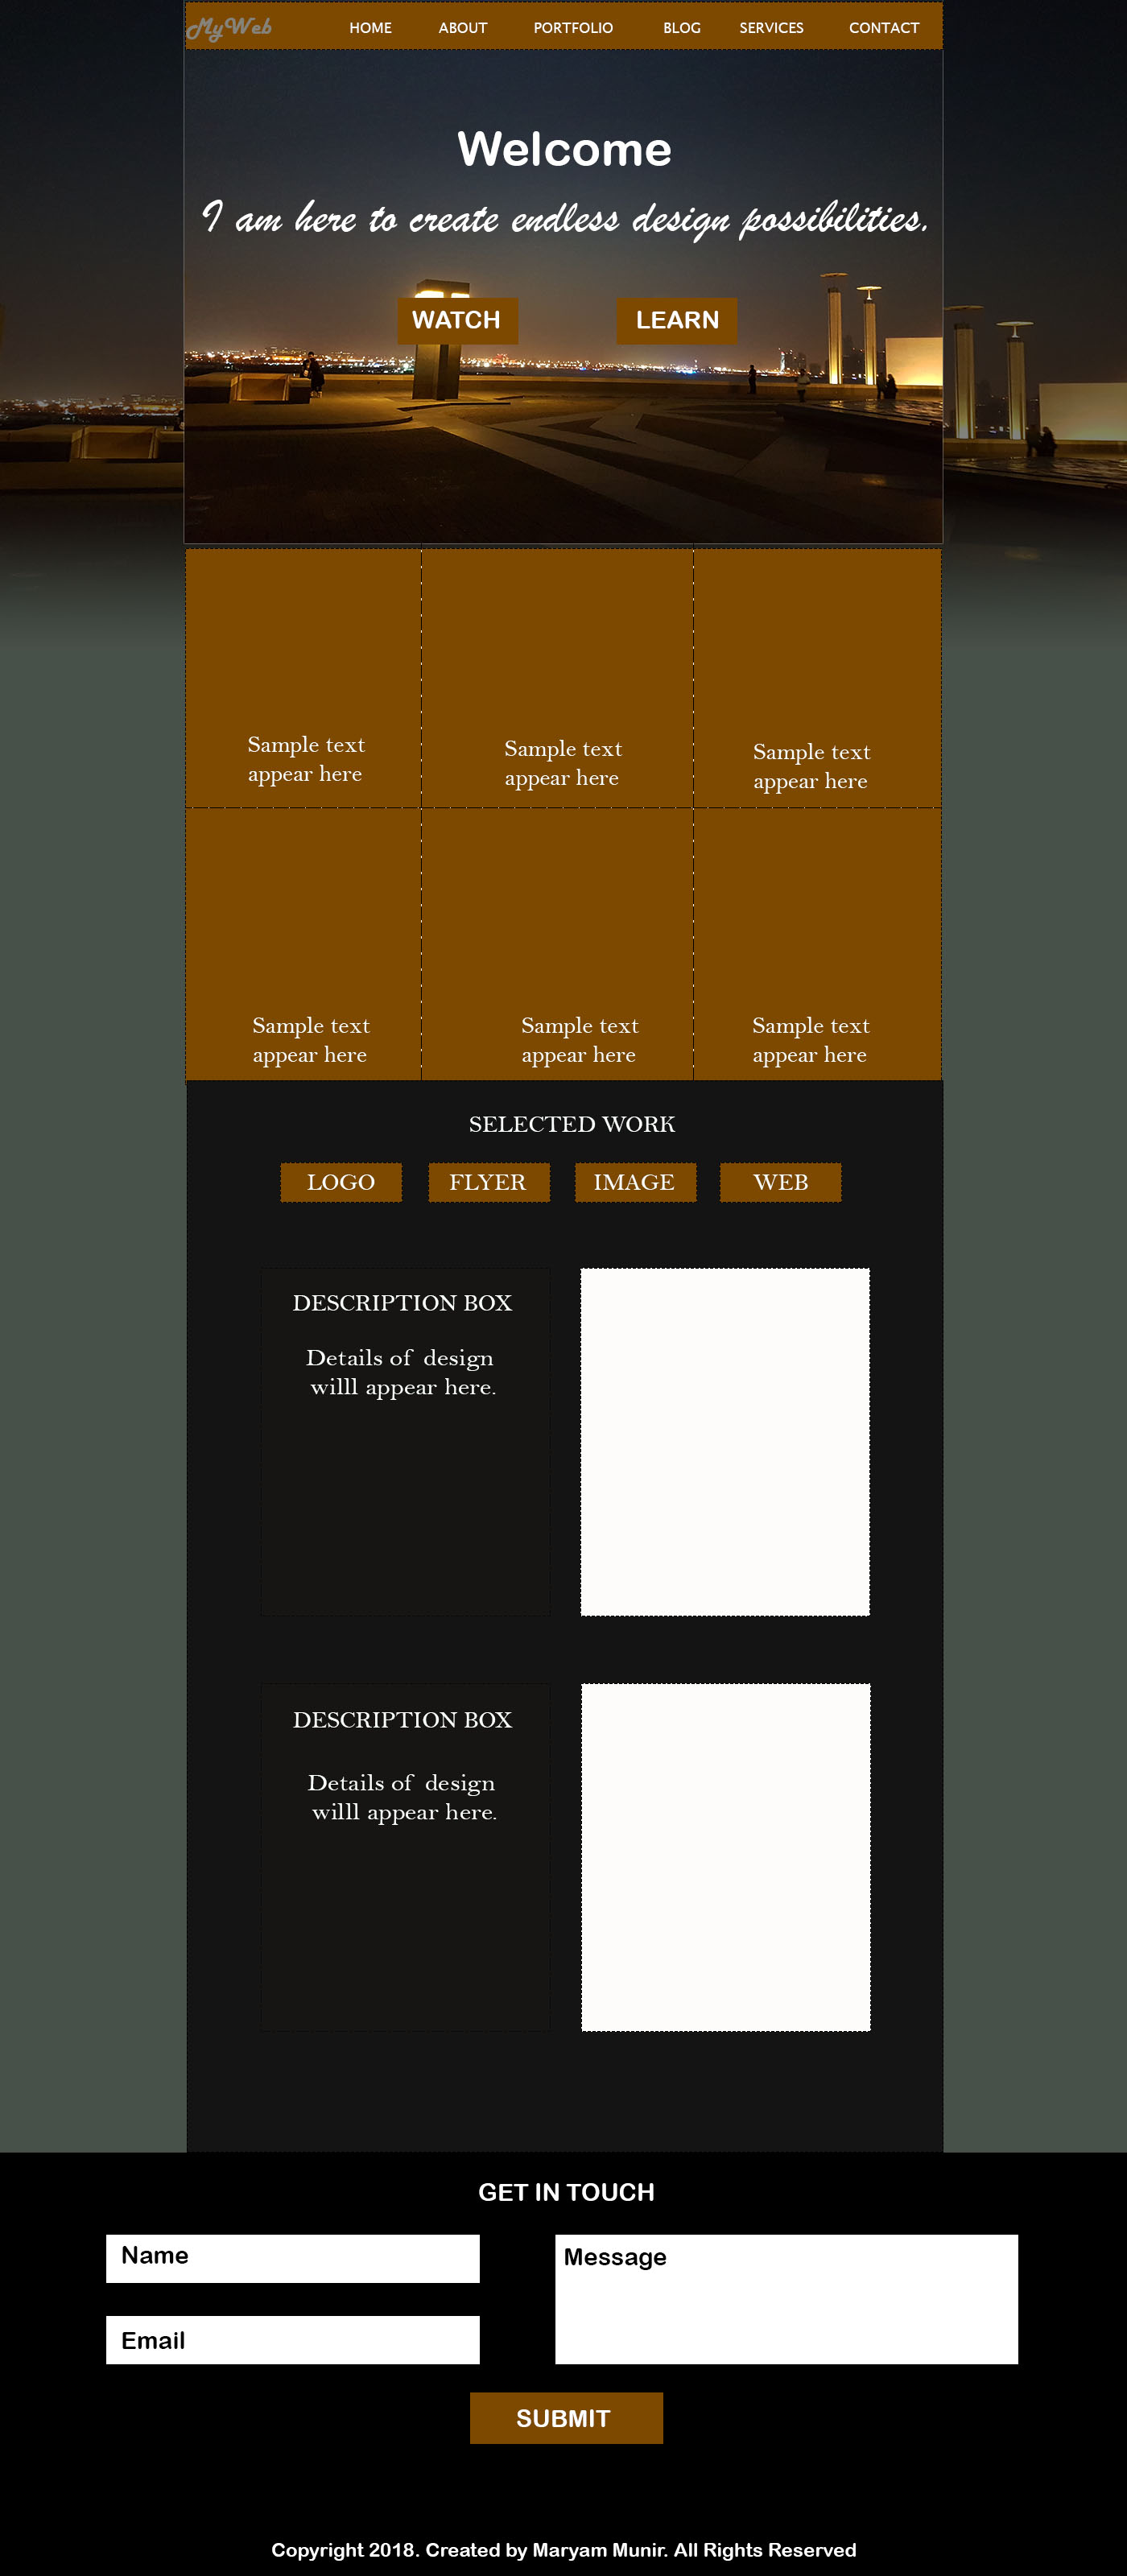 MyWeb HOME ABOUT PORTFOLIO BLOG SERVICES CONTACT
Welcome
I am here to create endless design possibilities.
WATCH LEARN
Sample text
appear here
Sample text
appear here
Sample text
appear here
Sample text
appear here
Sample text
appear here
Sample text
appear here
SELECTED WORK
LOGO FLYER IMAGE WEB
DESCRIPTION BOX
Details of design
willl appear here.
DESCRIPTION BOX
Details of design
willl appear here.
GET IN TOUCH
Name
Email
Message
SUBMIT
Copyright 2018. Created by Maryam Munir. All Rights Reserved